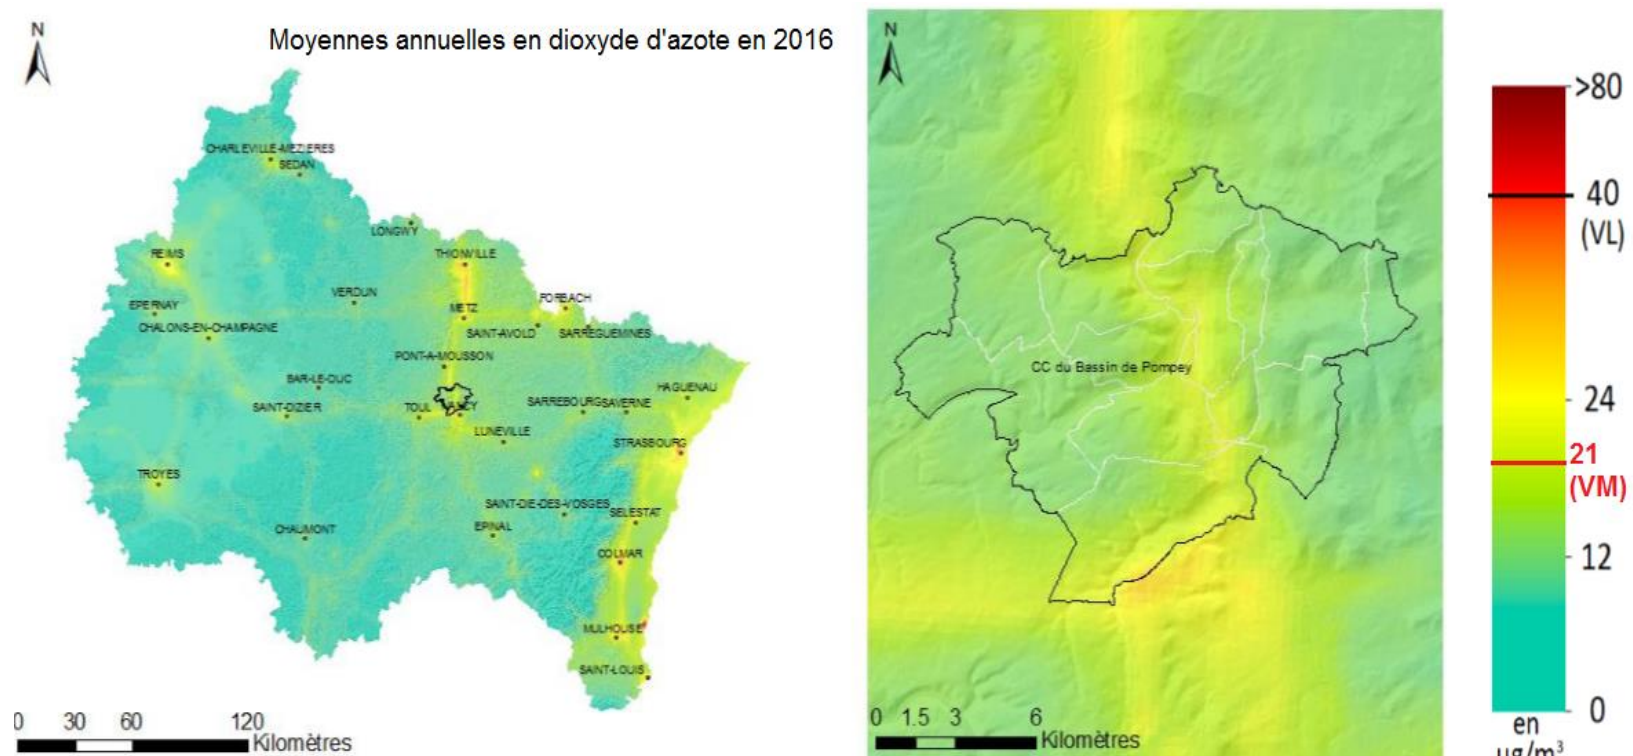 Moyennes annuelles en dioxyde d'azote en 2016
N
CHARLEVILLE-MEZIERES
SEDAN
LONGWY
REIMS
THIONVILLE
VERDUN
EPERNAY
METZ
FORBACH
CHALONS-EN-CHAMPAGNE
SAINT-AVOLD
SARREGUEMINES
PONT-A-MOUSSON
BAR-LE-DUC
HAGUENAU
SAINT-DIZIER
TOUL
NANCY
SARREBOURG
SAVERNE
LUNEVILLE
STRASBOURG
TROYES
SAINT-DIE-DES-VOSGES
SELESTAT
CHAUMONT
EPINAL
COLMAR
MULHOUSE
SAINT-LOUIS
0 30 60 120
Kilomètres
N
CC du Bassin de Pompey
0 1.5 3 6
Kilomètres
>80
40
(VL)
24
21
(VM)
12
0
en
µg/m³